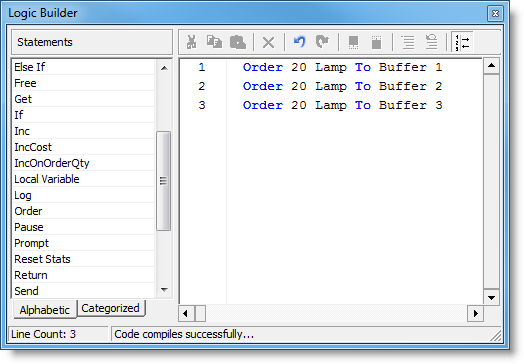 Logic Builder
Statements
Else If
Free
Get
If
Inc
IncCost
IncOnOrderQty
Local Variable
Log
Order
Pause
Prompt
Reset Stats
Return
Send
Alphabetic Categorized
1 Order 20 Lamp To Buffer 1
2 Order 20 Lamp To Buffer 2
3 Order 20 Lamp To Buffer 3
Line Count: 3 Code compiles successfully...